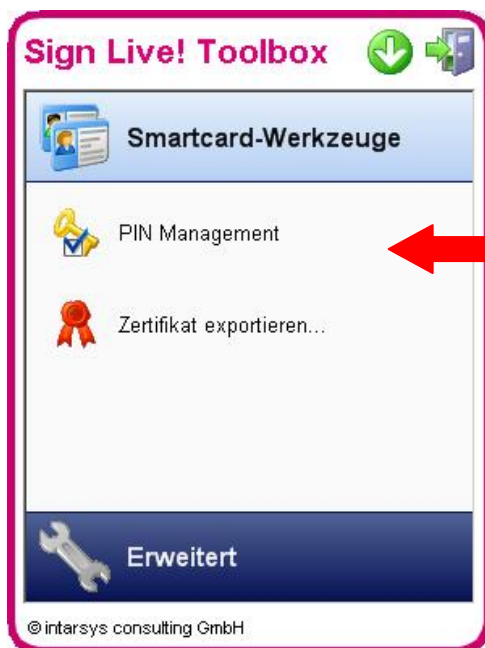 Sign Live! Toolbox
Smartcard-Werkzeuge
PIN Management
Zertifikat exportieren...
Erweitert
© intarsys consulting GmbH